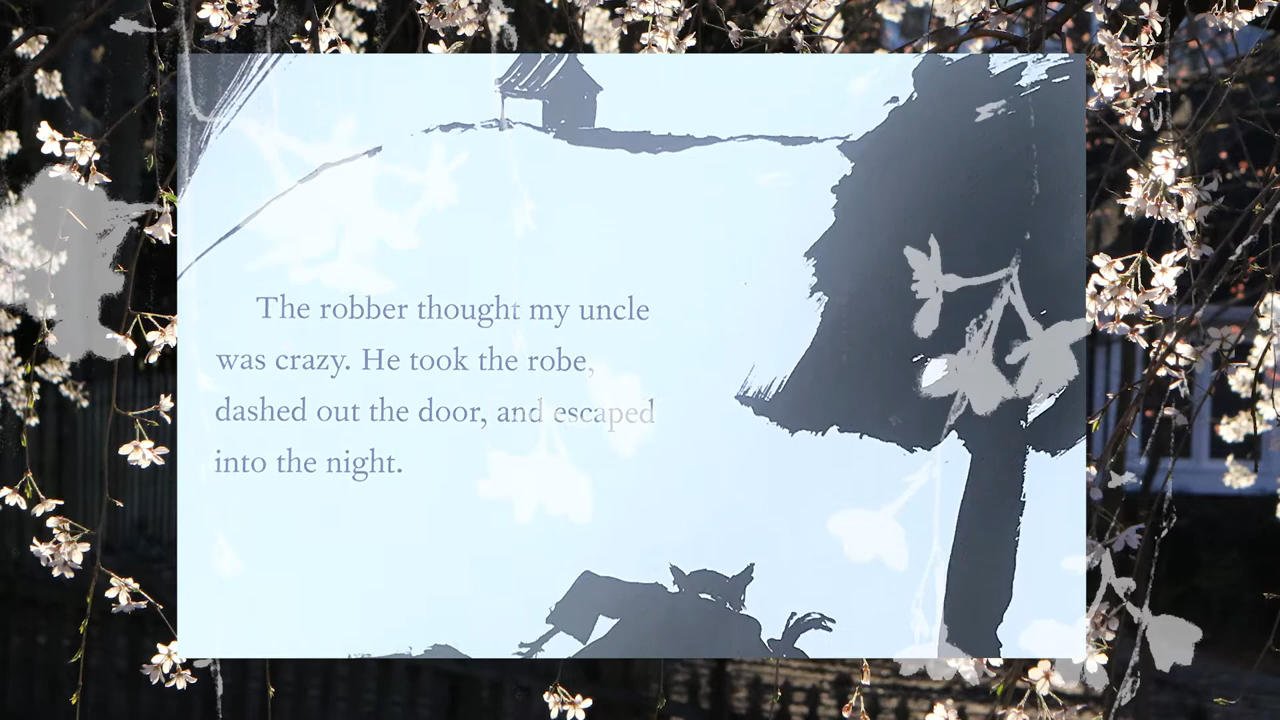 The robber thought my uncle
was crazy. He took the robe,
dashed out the door, and escaped
into the night.